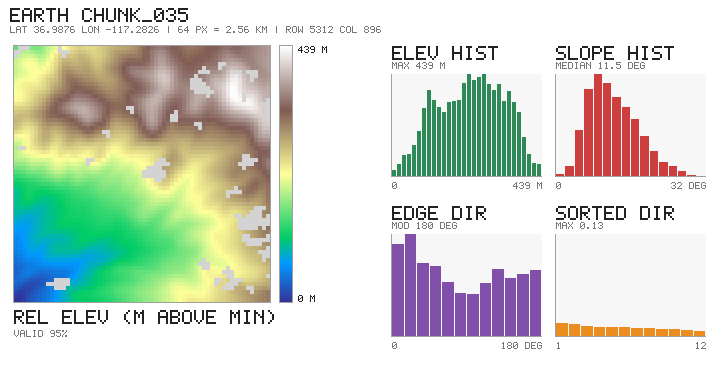 EARTH CHUNK_035
LAT 36.9876 LON -117.2826 | 64 PX = 2.56 KM | ROW 5312 COL 896
439 M
0 M
REL ELEV (M ABOVE MIN)
VALID 95%
ELEV HIST
MAX 439 M
0 439 M
SLOPE HIST
MEDIAN 11.5 DEG
0 32 DEG
EDGE DIR
MOD 180 DEG
0 180 DEG
SORTED DIR
MAX 0.13
1 12